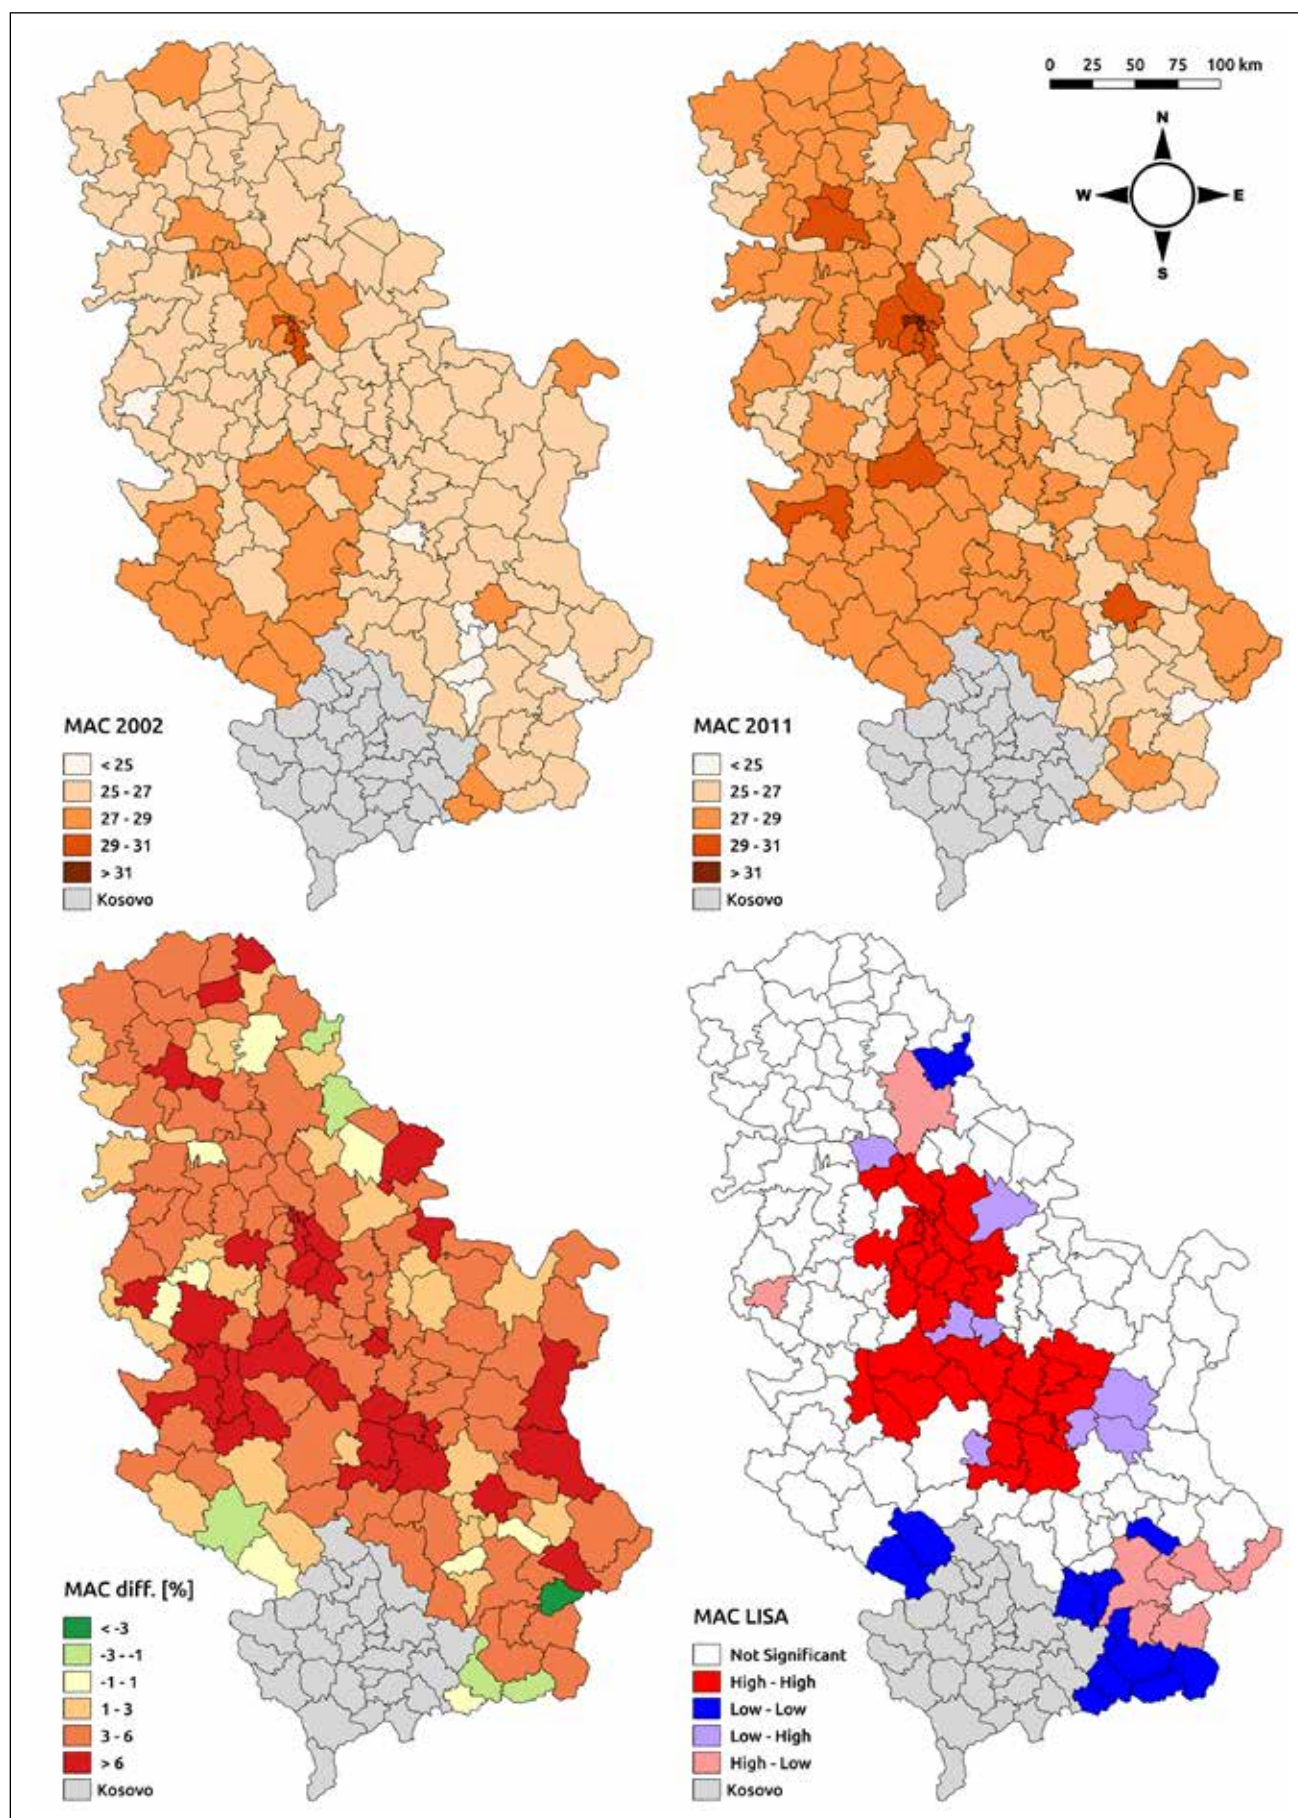 0 25 50 75 100 km
N
W E
S
MAC 2002
< 25
25 - 27
27 - 29
29 - 31
> 31
Kosovo
MAC 2011
< 25
25 - 27
27 - 29
29 - 31
> 31
Kosovo
MAC diff. [%]
< -3
-3 - -1
-1 - 1
1 - 3
3 - 6
> 6
Kosovo
MAC LISA
Not Significant
High - High
Low - Low
Low - High
High - Low
Kosovo